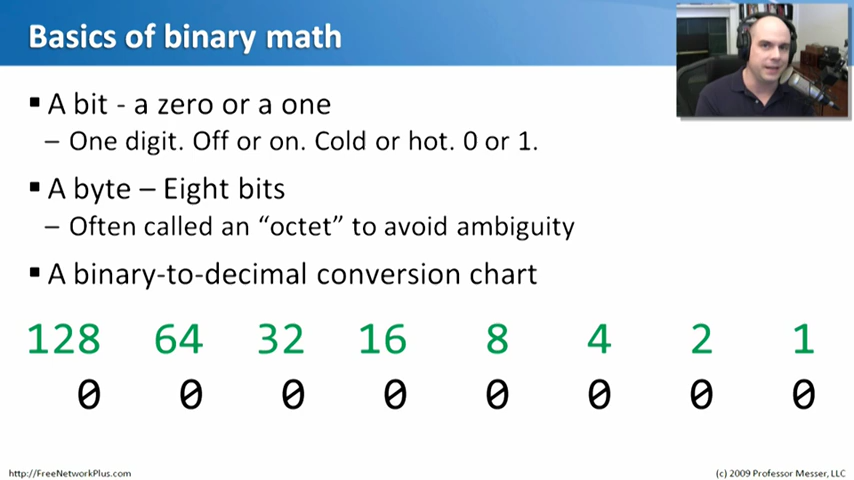 Basics of binary math
▪ A bit - a zero or a one
– One digit. Off or on. Cold or hot. 0 or 1.
▪ A byte – Eight bits
– Often called an “octet” to avoid ambiguity
▪ A binary-to-decimal conversion chart
128 64 32 16 8 4 2 1
0 0 0 0 0 0 0 0
http://FreeNetworkPlus.com
(c) 2009 Professor Messer, LLC